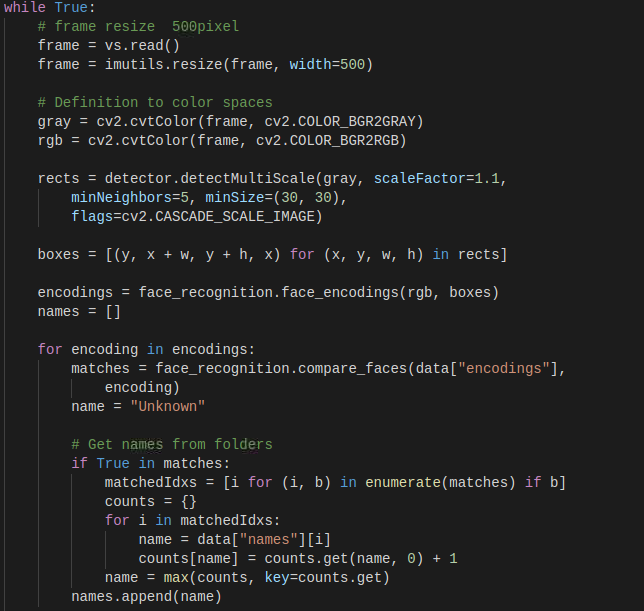 while True:
    # frame resize  500pixel
    frame = vs.read()
    frame = imutils.resize(frame, width=500)

    # Definition to color spaces
    gray = cv2.cvtColor(frame, cv2.COLOR_BGR2GRAY)
    rgb = cv2.cvtColor(frame, cv2.COLOR_BGR2RGB)

    rects = detector.detectMultiScale(gray, scaleFactor=1.1,
        minNeighbors=5, minSize=(30, 30),
        flags=cv2.CASCADE_SCALE_IMAGE)

    boxes = [(y, x + w, y + h, x) for (x, y, w, h) in rects]

    encodings = face_recognition.face_encodings(rgb, boxes)
    names = []

    for encoding in encodings:
        matches = face_recognition.compare_faces(data["encodings"],
            encoding)
        name = "Unknown"

        # Get names from folders
        if True in matches:
            matchedIdxs = [i for (i, b) in enumerate(matches) if b]
            counts = {}
            for i in matchedIdxs:
                name = data["names"][i]
                counts[name] = counts.get(name, 0) + 1
            name = max(counts, key=counts.get)
        names.append(name)